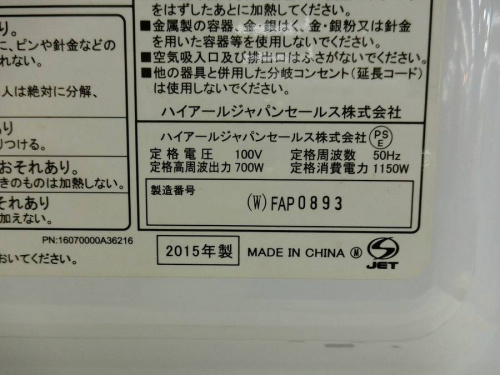 をはずしたあとに加熱してください。
■金属製の容器、金・銀はく、金・銀粉又は針金
を用いた容器等を使用しないでください。
■空気吸入口及び排出口はふさがないでください。
■他の器具と併用した分岐コンセント(延長コード)
は使用しないでください。
ハイアールジャパンセールス株式会社
あり。
に、ピンや針金などの
れない。
人は絶対に分解、
あり
りつける。
おそれあり。
きのものは加熱しない。
あり
加えない。
PN:16070000A36216
おいてください。
ハイアールジャパンセールス株式会社 PS E
定格電圧 100V 定格周波数 50Hz
定格高周波出力 700W 定格消費電力 1150W
製造番号
(W) FAP0893
2015年製 MADE IN CHINA Ⓜ JET